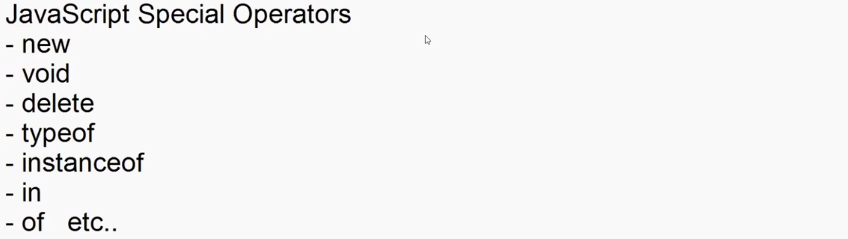 JavaScript Special Operators
- new
- void
- delete
- typeof
- instanceof
- in
- of etc..